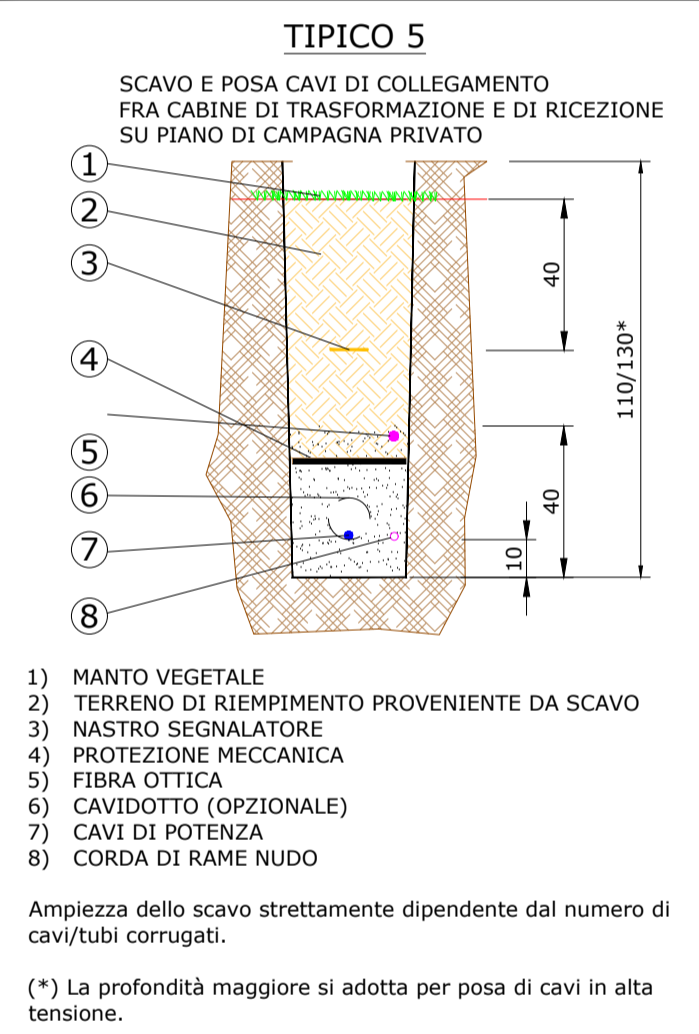 TIPICO 5
SCAVO E POSA CAVI DI COLLEGAMENTO
FRA CABINE DI TRASFORMAZIONE E DI RICEZIONE
SU PIANO DI CAMPAGNA PRIVATO
1
2
3
4
5
6
7
8
40
110/130*
40
10
1) MANTO VEGETALE
2) TERRENO DI RIEMPIMENTO PROVENIENTE DA SCAVO
3) NASTRO SEGNALATORE
4) PROTEZIONE MECCANICA
5) FIBRA OTTICA
6) CAVIDOTTO (OPZIONALE)
7) CAVI DI POTENZA
8) CORDA DI RAME NUDO
Ampiezza dello scavo strettamente dipendente dal numero di
cavi/tubi corrugati.
(*) La profondità maggiore si adotta per posa di cavi in alta
tensione.